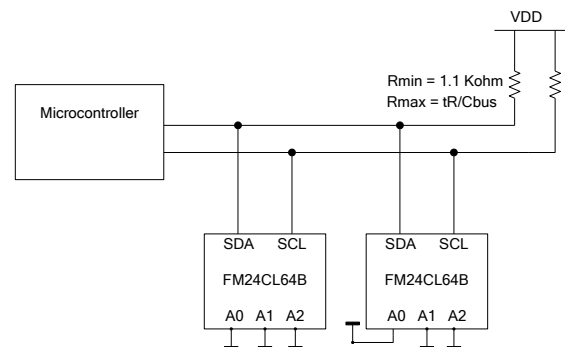 VDD
Rmin = 1.1 Kohm
Rmax = tR/Cbus
Microcontroller
SDA SCL
FM24CL64B
A0 A1 A2
SDA SCL
FM24CL64B
A0 A1 A2